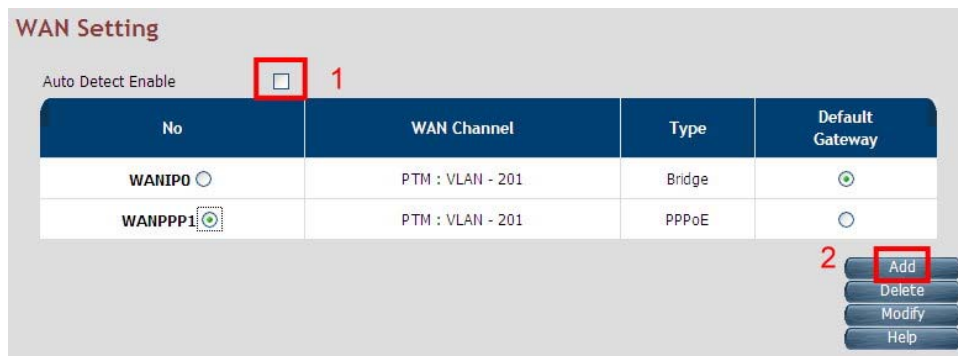 WAN Setting
Auto Detect Enable 1
No WAN Channel Type Default Gateway
WANIP0 PTM : VLAN - 201 Bridge
WANPPP1 PTM : VLAN - 201 PPPoE
2 Add
Delete
Modify
Help